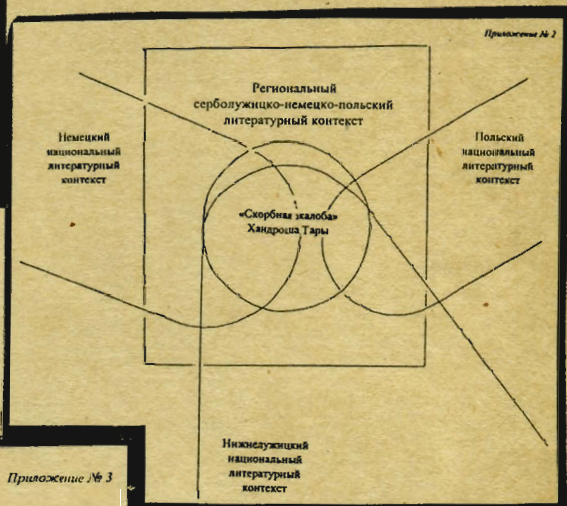 Приложение № 2
Региональный
серболужицко-немецко-польский
литературный контекст
Немецкий
национальный
литературный
контекст
Польский
национальный
литературный
контекст
«Скорбная жалоба»
Хандроша Тары
Нижнелужицкий
национальный
литературный
контекст
Приложение № 3